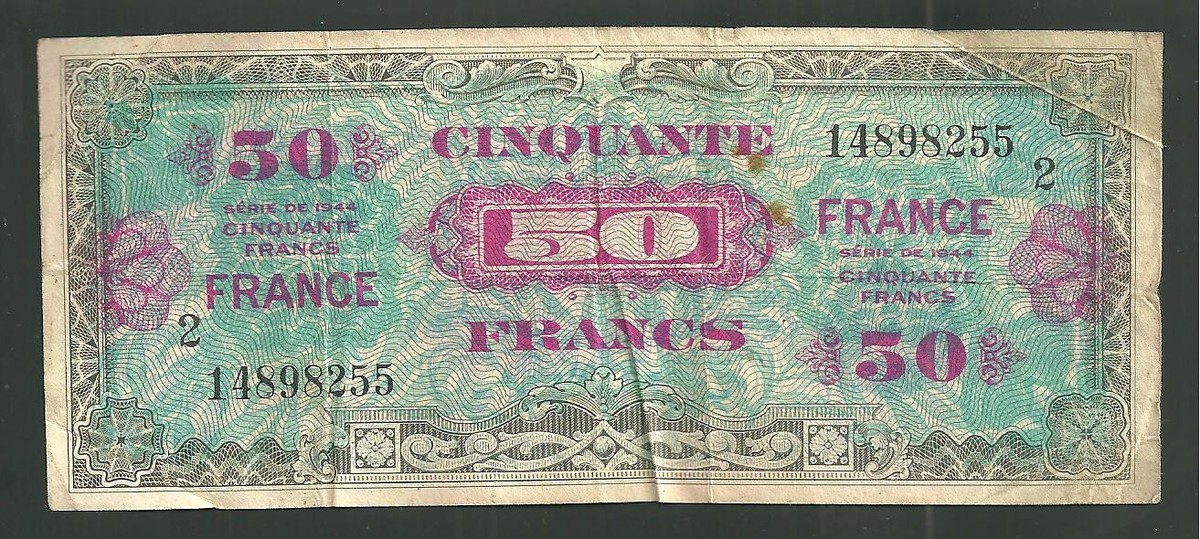 50
SÉRIE DE 1944
CINQUANTE
FRANCS
FRANCE
2
14898255
CINQUANTE
50
FRANCS
14898255
2
FRANCE
SÉRIE DE 1944
CINQUANTE
FRANCS
50